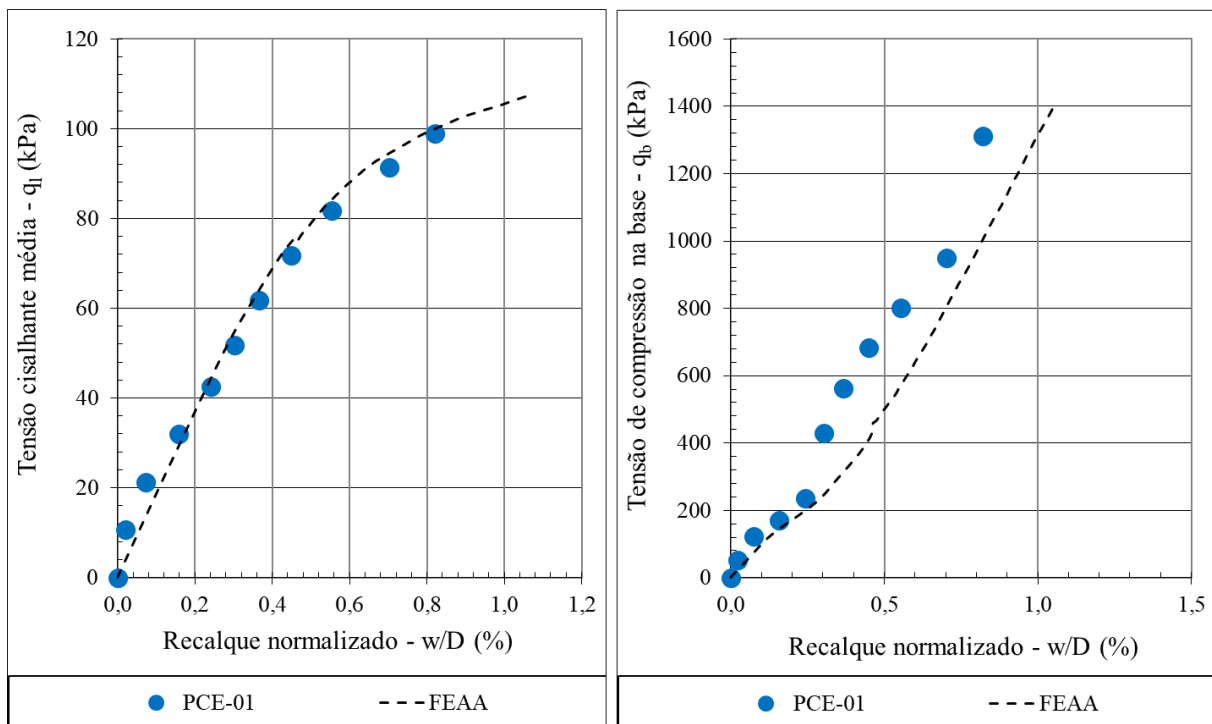 Tensão cisalhante média - ql (kPa)
120
100
80
60
40
20
0
0,0 0,2 0,4 0,6 0,8 1,0 1,2
Recalque normalizado - w/D (%)
PCE-01 FEAA
Tensão de compressão na base - qb (kPa)
1600
1400
1200
1000
800
600
400
200
0
0,0 0,5 1,0 1,5
Recalque normalizado - w/D (%)
PCE-01 FEAA